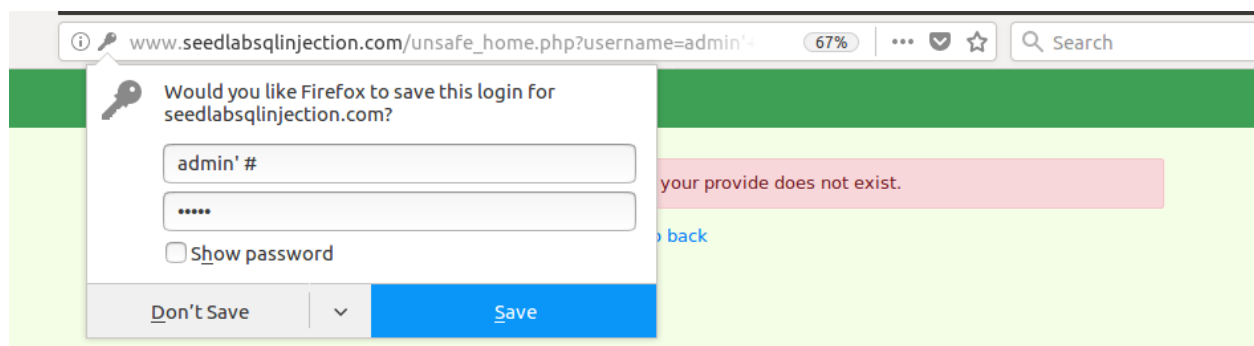 www.seedlabsqlinjection.com/unsafe_home.php?username=admin'+
67%
Search
Would you like Firefox to save this login for
seedlabsqlinjection.com?
admin' #
•••••
your provide does not exist.
back
Show password
Don't Save
Save